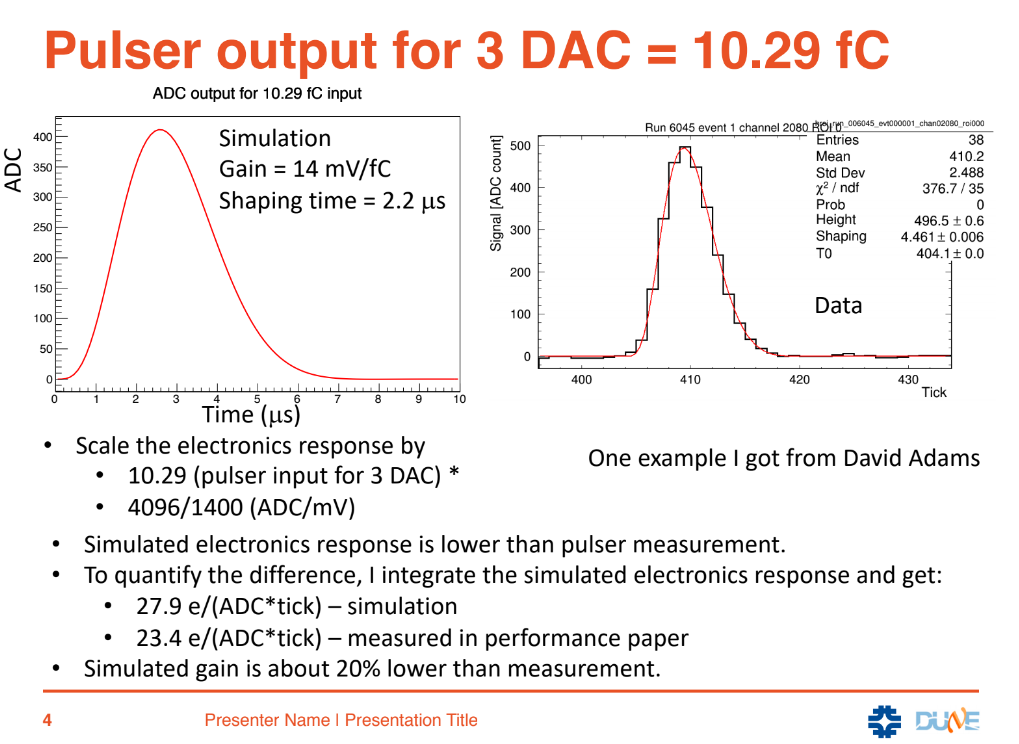 Pulser output for 3 DAC = 10.29 fC
ADC output for 10.29 fC input
ADC
400
350
300
250
200
150
100
50
0
Simulation
Gain = 14 mV/fC
Shaping time = 2.2 μs
0 1 2 3 4 5 6 7 8 9 10
Time (μs)
Run 6045 event 1 channel 2080 ROI 0
Signal [ADC count]
500
400
300
200
100
0
400 410 420 430
Tick
Entries 38
Mean 410.2
Std Dev 2.488
χ² / ndf 376.7 / 35
Prob 0
Height 496.5 ± 0.6
Shaping 4.461 ± 0.006
T0 404.1 ± 0.0
Data
• Scale the electronics response by
• 10.29 (pulser input for 3 DAC) *
• 4096/1400 (ADC/mV)
One example I got from David Adams
• Simulated electronics response is lower than pulser measurement.
• To quantify the difference, I integrate the simulated electronics response and get:
• 27.9 e/(ADC*tick) – simulation
• 23.4 e/(ADC*tick) – measured in performance paper
• Simulated gain is about 20% lower than measurement.
4 Presenter Name | Presentation Title
DUNE